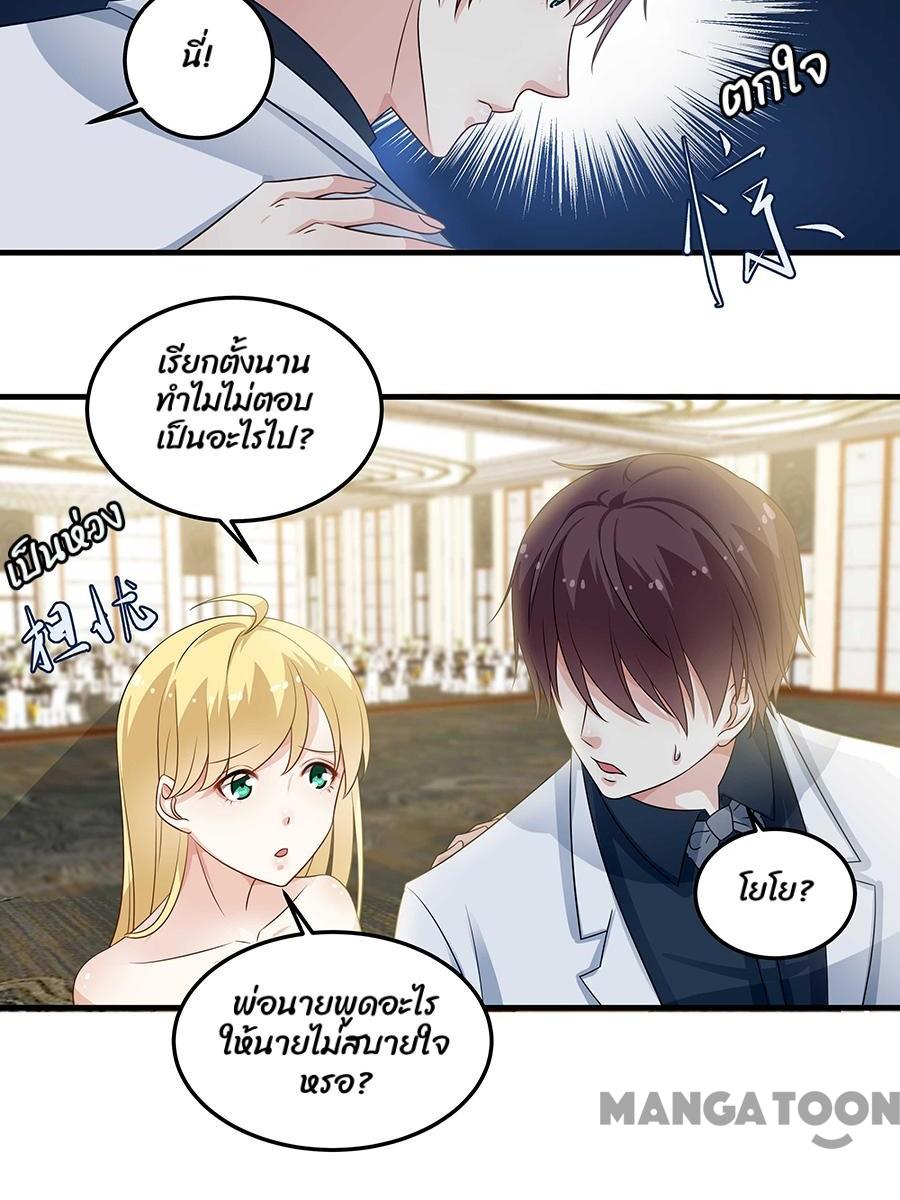 นี่!
ตกใจ
惊
เรียกตั้งนาน
ทำไมไม่ตอบ
เป็นอะไรไป?
เป็นห่วง
担忧
โยโย?
พ่อนายพูดอะไร
ให้นายไม่สบายใจ
หรอ?
MANGATOON